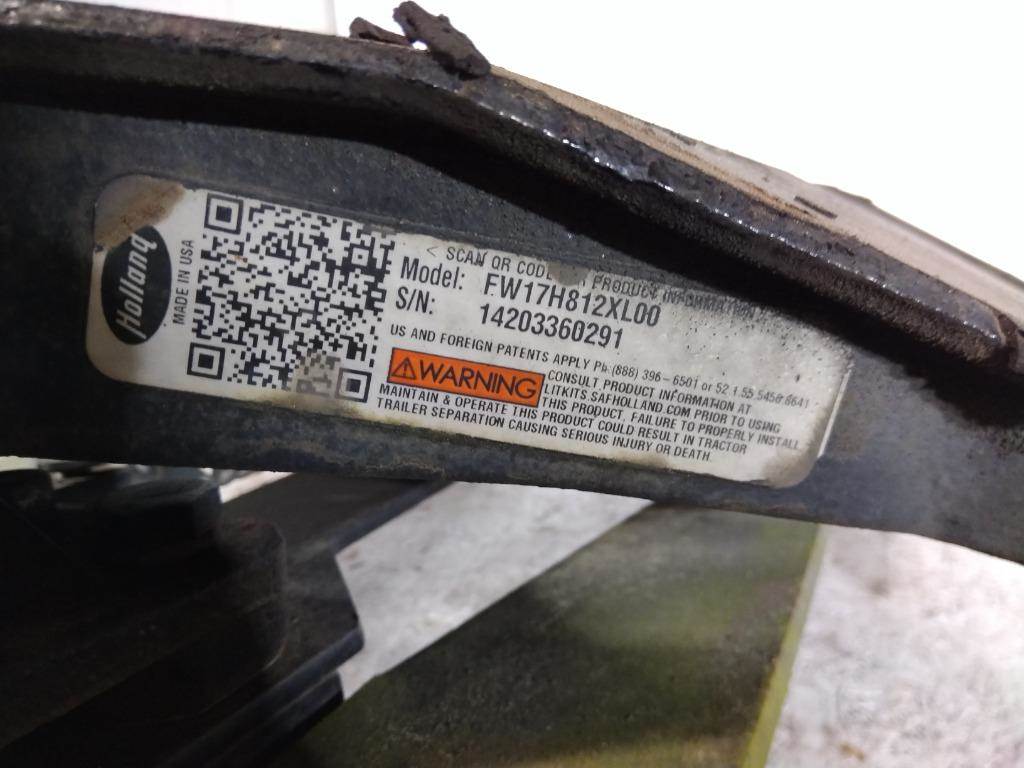 Holland
MADE IN USA
< SCAN QR CODE PRODUCT INFORMATION
Model: FW17H812XL00
S/N: 14203360291
US AND FOREIGN PATENTS APPLY Ph: (888) 396-6501 or 52 1 55 5456 8641
WARNING
CONSULT PRODUCT INFORMATION AT
LITKITS.SAFHOLLAND.COM PRIOR TO USING
THIS PRODUCT, FAILURE TO PROPERLY INSTALL
MAINTAIN & OPERATE THIS PRODUCT COULD RESULT IN TRACTOR
TRAILER SEPARATION CAUSING SERIOUS INJURY OR DEATH.